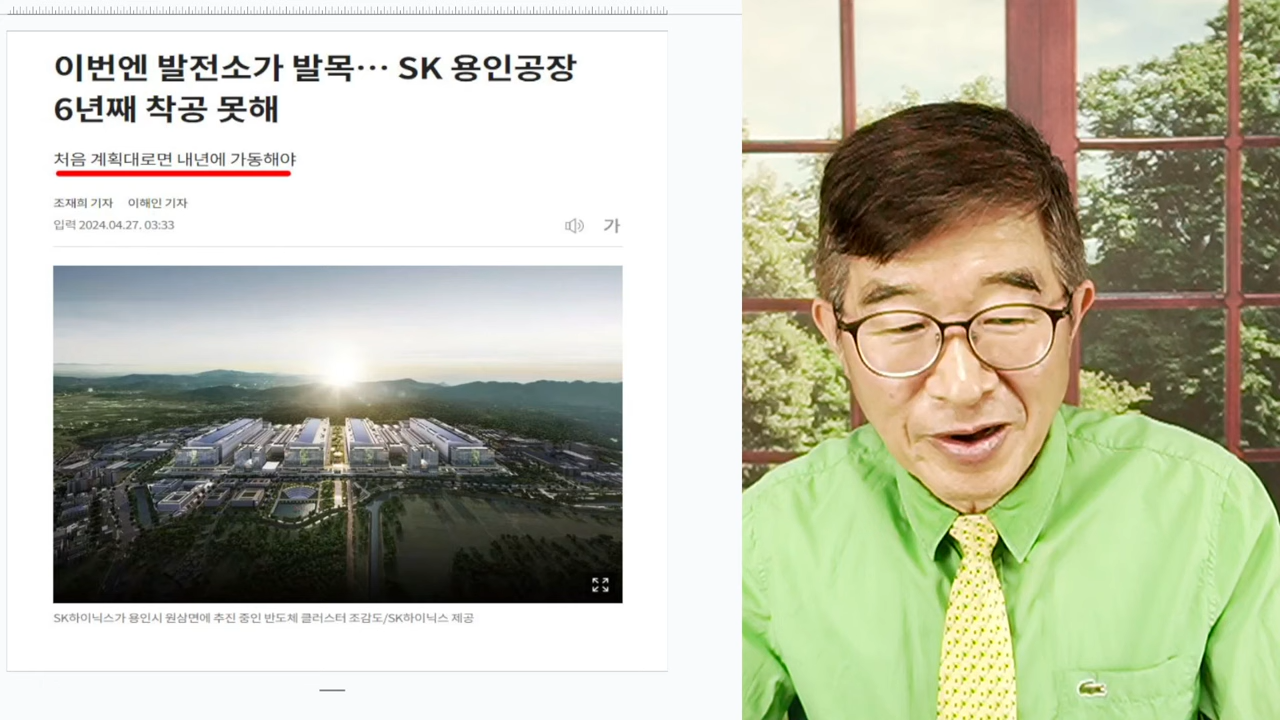 이번엔 발전소가 발목… SK 용인공장
6년째 착공 못해
처음 계획대로면 내년에 가동해야
조재희 기자 이해인 기자
입력 2024.04.27. 03:33
가
SK하이닉스가 용인시 원삼면에 추진 중인 반도체 클러스터 조감도/SK하이닉스 제공